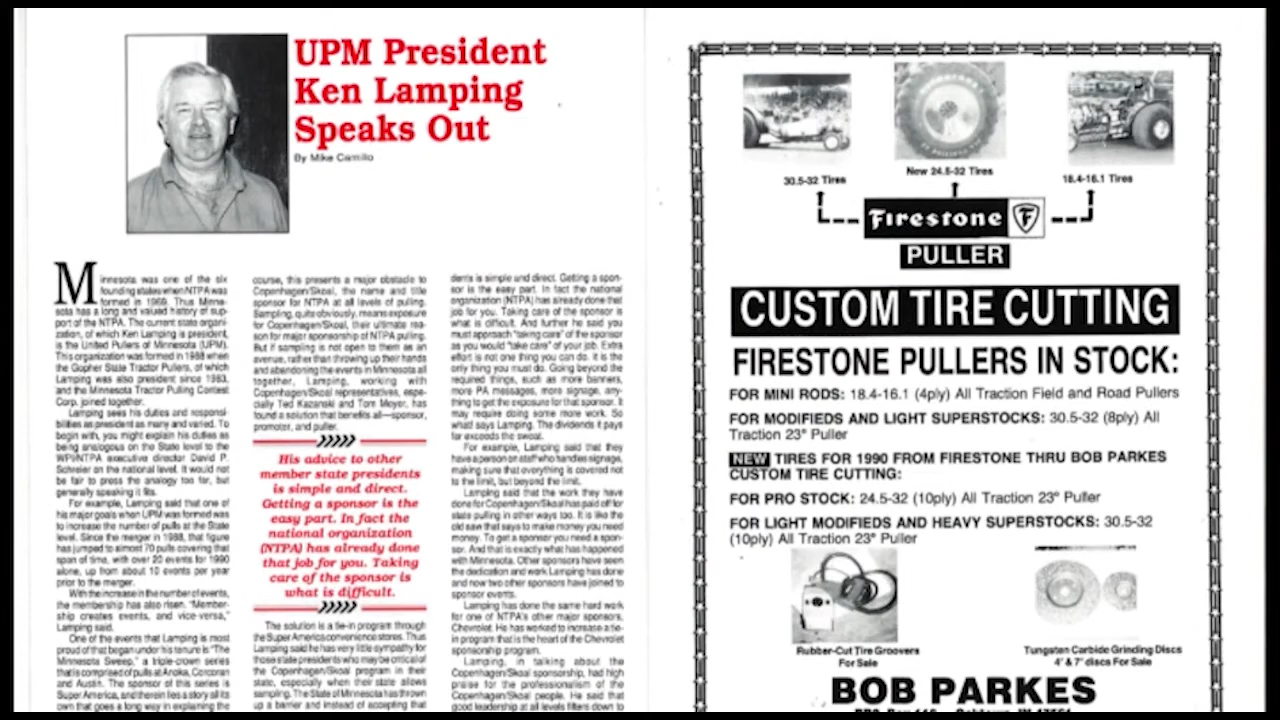 UPM President
Ken Lamping
Speaks Out
By Mike Camillo
Minnesota was one of the six
founding states when NTPA was
formed in 1969. Thus Minne-
sota has a long and valued history of sup-
port of the NTPA. The current state organi-
zation, of which Ken Lamping is president,
is the United Pullers of Minnesota (UPM).
This organization was formed in 1988 when
the Gopher State Tractor Pullers, of which
Lamping was also president since 1983,
and the Minnesota Tractor Pulling Contest
Corp. joined together.
Lamping sees his duties and responsi-
bilities as president as many and varied. To
begin with, you might explain his duties as
being analogous on the State level to the
WPI/NTPA executive director David P.
Schreier on the national level. It would not
be fair to press the analogy too far, but
generally speaking it fits.
For example, Lamping said that one of
his major goals when UPM was formed was
to increase the number of pulls at the State
level. Since the merger in 1988, that figure
has jumped to almost 70 pulls covering that
span of time, with over 20 events for 1990
alone, up from about 10 events per year
prior to the merger.
With the increase in the number of events,
the membership has also risen. "Member-
ship creates events, and vice-versa,"
Lamping said.
One of the events that Lamping is most
proud of that began under his tenure is "The
Minnesota Sweep," a triple-crown series
that is comprised of pulls at Anoka, Corcoran
and Austin. The sponsor of this series is
Super America, and therein lies a story all its
own that goes a long way in explaining the
course, this presents a major obstacle to
Copenhagen/Skoal, the name and title
sponsor for NTPA at all levels of pulling.
Sampling, quite obviously, means exposure
for Copenhagen/Skoal, their ultimate rea-
son for major sponsorship of NTPA pulling.
But if sampling is not open to them as an
avenue, rather than throwing up their hands
and abandoning the events in Minnesota all
together, Lamping, working with
Copenhagen/Skoal representatives, espe-
cially Ted Kazanski and Tom Meyer, has
found a solution that benefits all—sponsor,
promoter, and puller.
His advice to other
member state presidents
is simple and direct.
Getting a sponsor is the
easy part. In fact the
national organization
(NTPA) has already done
that job for you. Taking
care of the sponsor is
what is difficult.
The solution is a tie-in program through
the Super America convenience stores. Thus
Lamping said he has very little sympathy for
those state presidents who may be critical of
the Copenhagen/Skoal program in their
state, especially when their state allows
sampling. The State of Minnesota has thrown
up a barrier and instead of accepting that
dents is simple and direct. Getting a spon-
sor is the easy part. In fact the national
organization (NTPA) has already done that
job for you. Taking care of the sponsor is
what is difficult. And further he said you
must approach "taking care" of the sponsor
as you would "take care" of your job. Extra
effort is not one thing you can do. It is the
only thing you must do. Going beyond the
required things, such as more banners,
more PA messages, more signage, any-
thing to get the exposure for that sponsor. It
may require doing some more work. So
what! says Lamping. The dividends it pays
far exceeds the sweat.
For example, Lamping said that they
have a person on staff who handles signage,
making sure that everything is covered not
to the limit, but beyond the limit.
Lamping said that the work they have
done for Copenhagen/Skoal has paid off for
state pulling in other ways too. It is like the
old saw that says to make money you need
money. To get a sponsor you need a spon-
sor. And that is exactly what has happened
with Minnesota. Other sponsors have seen
the dedication and work Lamping has done
and now two other sponsors have joined to
sponsor events.
Lamping has done the same hard work
for one of NTPA's other major sponsors,
Chevrolet. He has worked to increase a tie-
in program that is the heart of the Chevrolet
sponsorship program.
Lamping, in talking about the
Copenhagen/Skoal sponsorship, had high
praise for the professionalism of the
Copenhagen/Skoal people. He said that
good leadership at all levels filters down to
30.5-32 Tires
New 24.5-32 Tires
18.4-16.1 Tires
Firestone
PULLER
CUSTOM TIRE CUTTING
FIRESTONE PULLERS IN STOCK:
FOR MINI RODS: 18.4-16.1 (4ply) All Traction Field and Road Pullers
FOR MODIFIEDS AND LIGHT SUPERSTOCKS: 30.5-32 (8ply) All
Traction 23° Puller
NEW TIRES FOR 1990 FROM FIRESTONE THRU BOB PARKES
CUSTOM TIRE CUTTING:
FOR PRO STOCK: 24.5-32 (10ply) All Traction 23° Puller
FOR LIGHT MODIFIEDS AND HEAVY SUPERSTOCKS: 30.5-32
(10ply) All Traction 23° Puller
Rubber-Cut Tire Groovers
For Sale
Tungsten Carbide Grinding Discs
4" & 7" discs For Sale
BOB PARKES